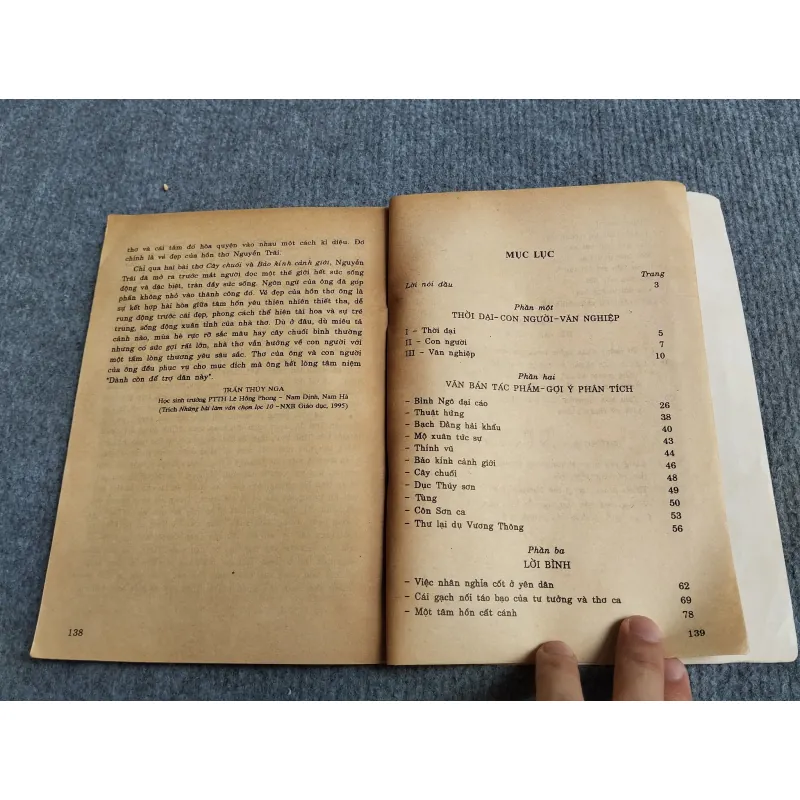 thơ và cái tâm đó hòa quyện vào nhau một cách kì diệu. Đó
chính là vẻ đẹp của hồn thơ Nguyễn Trãi.
Chỉ qua hai bài thơ Cây chuối và Bảo kính cảnh giới, Nguyễn
Trãi đã mở ra trước mắt người đọc một thế giới hết sức sống
động và đặc biệt, tràn đầy sức sống. Ngôn ngữ của ông đã góp
phần không nhỏ vào thành công đó. Vẻ đẹp của hồn thơ ông là
sự kết hợp hài hòa giữa tâm hồn yêu thiên nhiên thiết tha, dễ
rung động trước cái đẹp, phong cách thể hiện tài hoa và sự trẻ
trung, sống động xuân tình của nhà thơ. Dù ở đâu, dù miêu tả
cảnh nào, mùa hè rực rỡ sắc màu hay cây chuối bình thường
nhưng có sức gợi rất lớn, nhà thơ vẫn hướng về con người với
một tấm lòng thương yêu sâu sắc. Thơ của ông và con người
của ông đều phục vụ cho mục đích mà ông hết lòng tâm niệm
"Dành còn để trợ dân này".
TRẦN THÚY NGA
Học sinh trường PTTH Lê Hồng Phong – Nam Định, Nam Hà
(Trích Những bài làm văn chọn lọc 10 –NXB Giáo dục, 1995)
138
MỤC LỤC
Trang
Lời nói đầu 3
Phần một
THỜI DẠI-CON NGƯỜI-VĂN NGHIỆP
I – Thời đại 5
II – Con người 7
III – Văn nghiệp 10
Phần hai
VĂN BẢN TÁC PHẨM-GỢI Ý PHÂN TÍCH
– Bình Ngô đại cáo 26
– Thuật hứng 38
– Bạch Đằng hải khẩu 40
– Mộ xuân tức sự 43
– Thính vũ 44
– Bảo kính cảnh giới 46
– Cây chuối 48
– Dục Thúy sơn 49
– Tùng 50
– Côn Sơn ca 53
– Thư lại dụ Vương Thông 56
Phần ba
LỜI BÌNH
– Việc nhân nghĩa cốt ở yên dân 62
– Cái gạch nối táo bạo của tư tưởng và thơ ca 69
– Một tâm hồn cất cánh 78
139